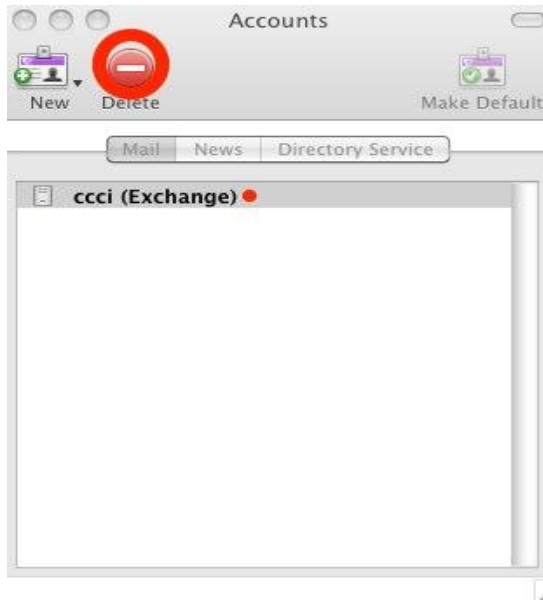 Accounts
New Delete Make Default
Mail News Directory Service
ccci (Exchange)